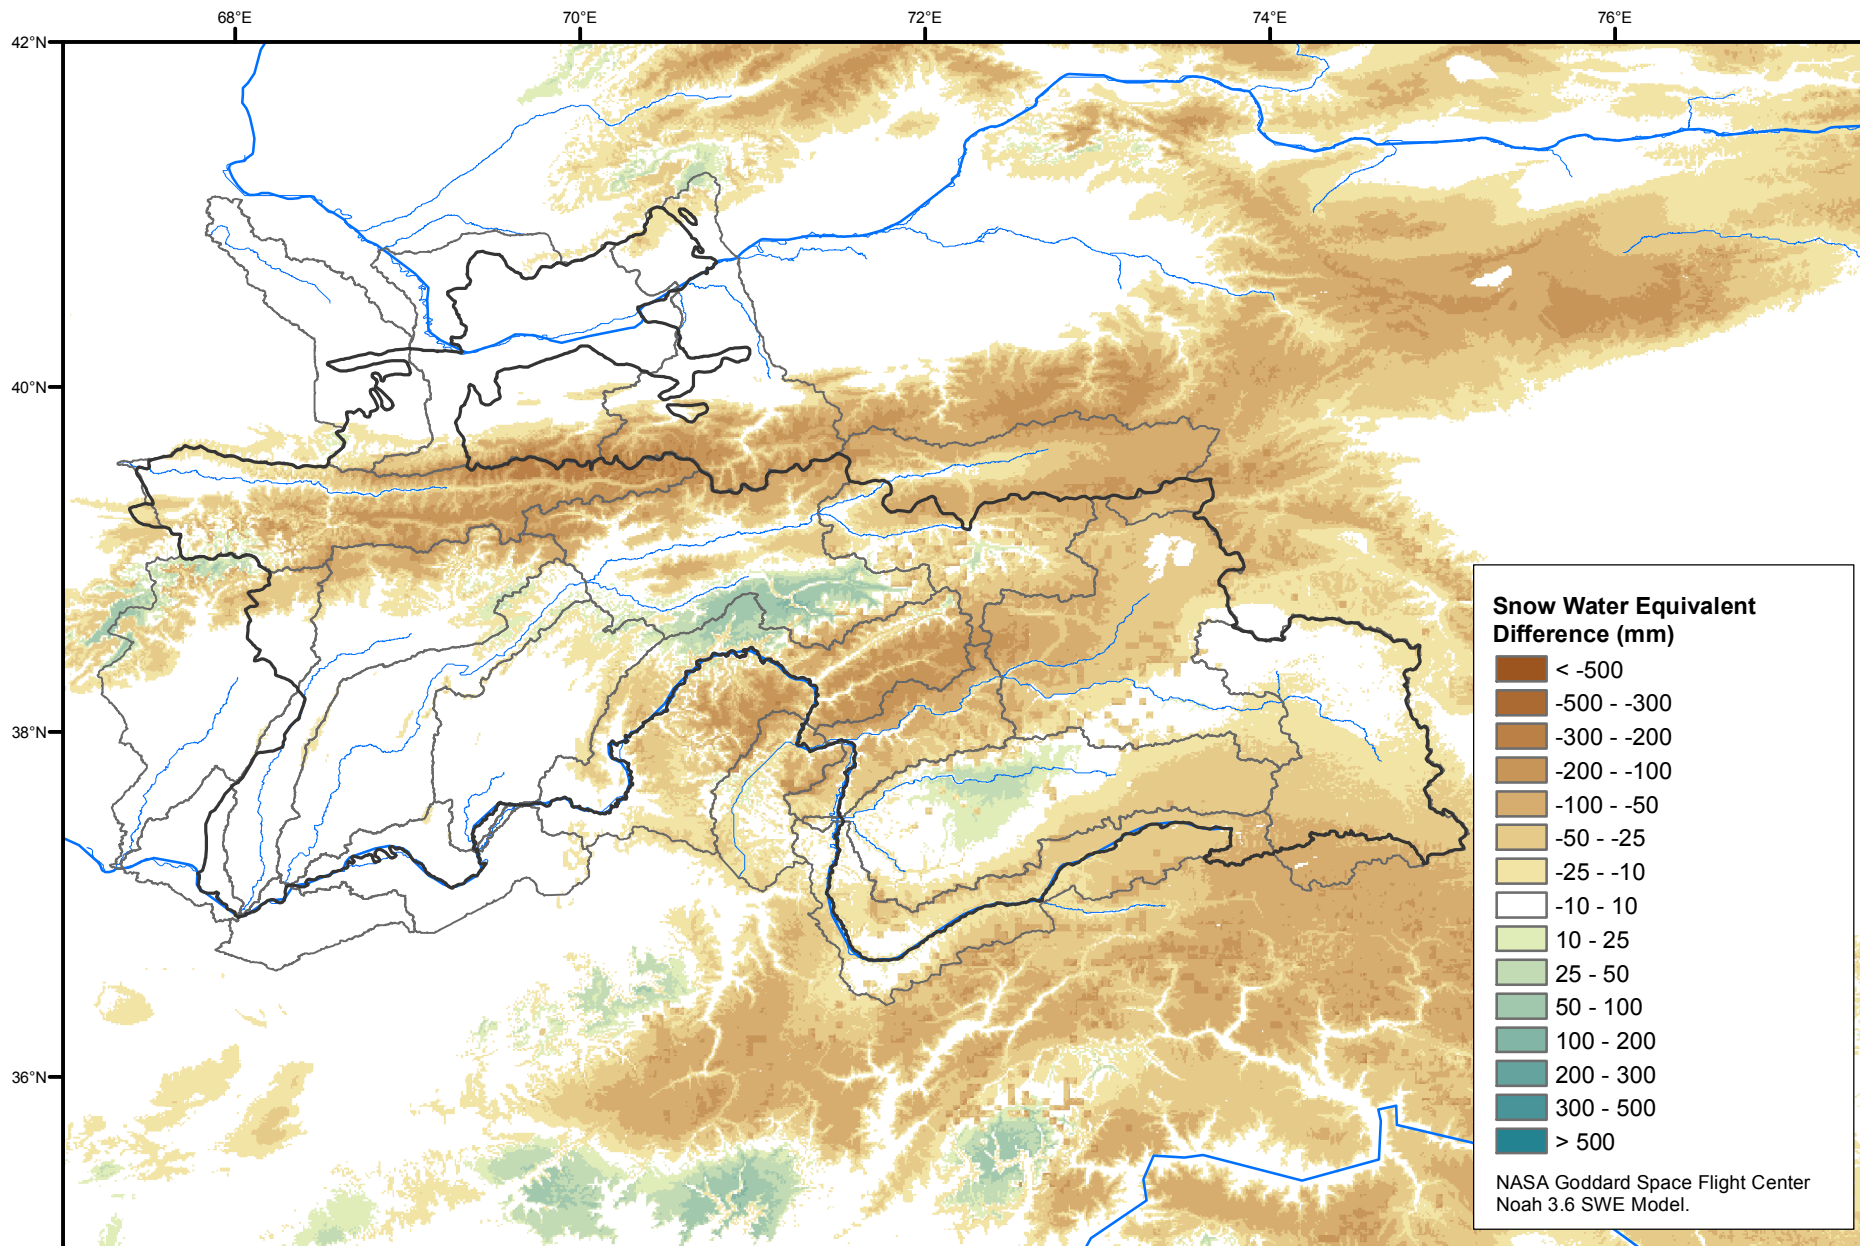 68°E 70°E 72°E 74°E 76°E
42°N
40°N
38°N
36°N
Snow Water Equivalent
Difference (mm)
< -500
-500 - -300
-300 - -200
-200 - -100
-100 - -50
-50 - -25
-25 - -10
-10 - 10
10 - 25
25 - 50
50 - 100
100 - 200
200 - 300
300 - 500
> 500
NASA Goddard Space Flight Center
Noah 3.6 SWE Model.